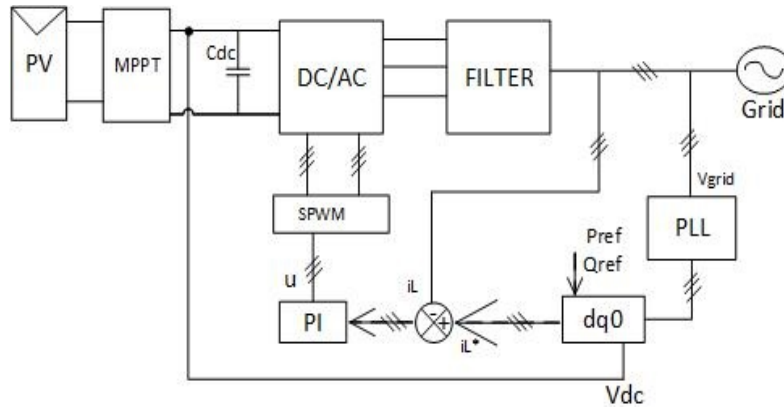 PV
MPPT
Cdc
DC/AC
FILTER
Grid
Vgrid
SPWM
PLL
Pref
Qref
u
iL
PI
-
+
dq0
iL*
Vdc